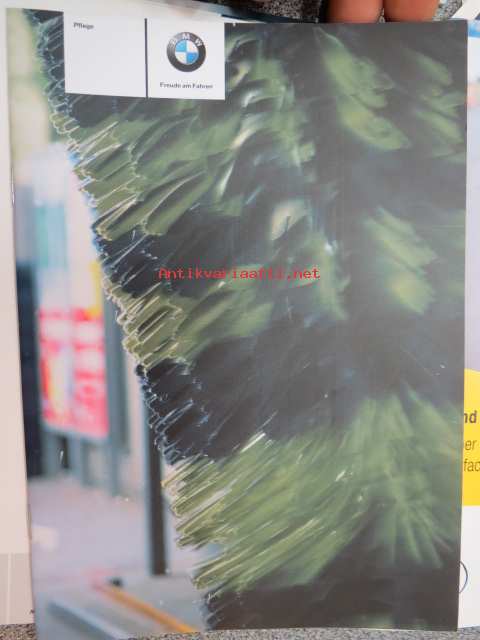 Pflege
BMW
Freude am Fahren
Antikvariaatti.net
nd
er
fac